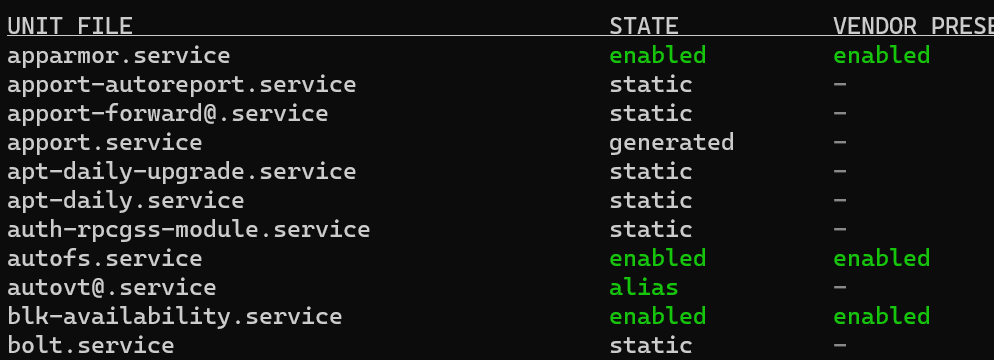 UNIT FILE STATE VENDOR PRESE
apparmor.service enabled enabled
apport-autoreport.service static -
apport-forward@.service static -
apport.service generated -
apt-daily-upgrade.service static -
apt-daily.service static -
auth-rpcgss-module.service static -
autofs.service enabled enabled
autovt@.service alias -
blk-availability.service enabled enabled
bolt.service static -